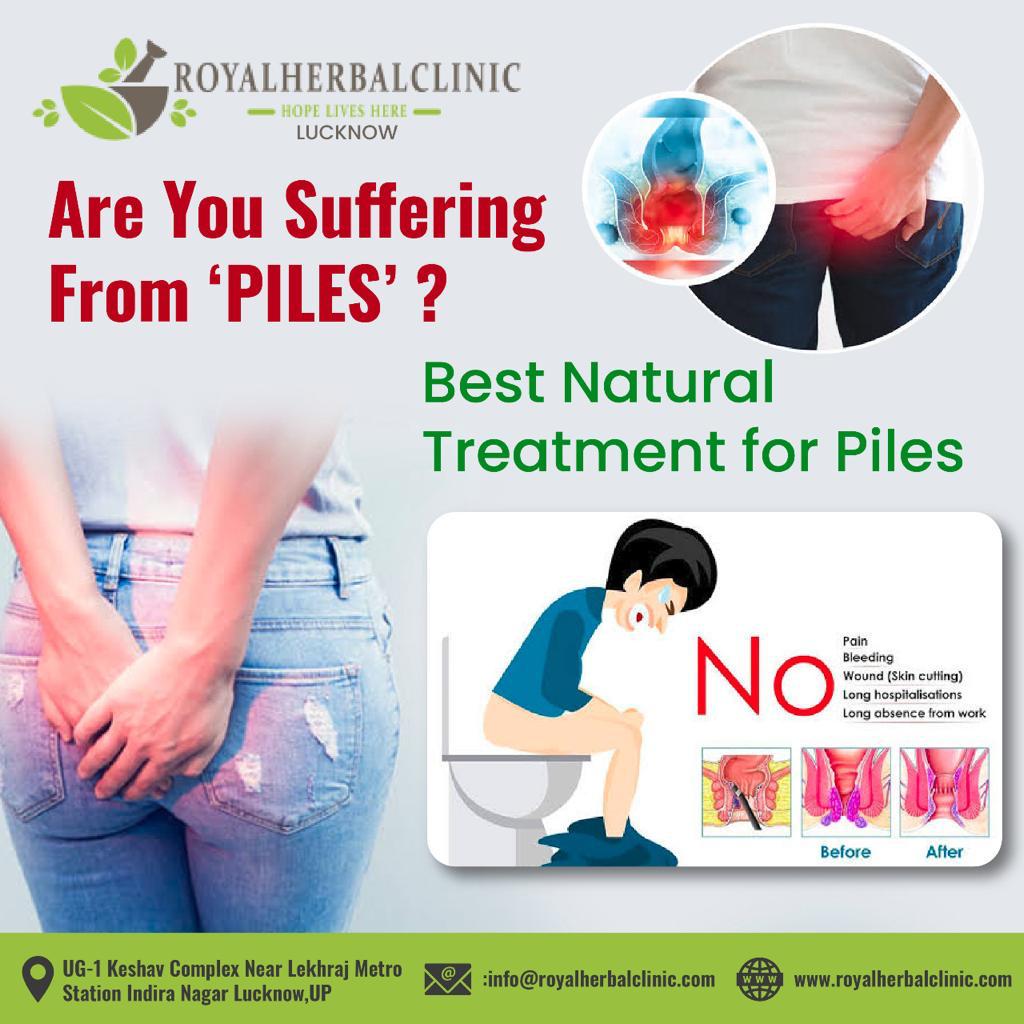 ROYALHERBALCLINIC
HOPE LIVES HERE
LUCKNOW
Are You Suffering
From ‘PILES’ ?
Best Natural
Treatment for Piles
No
Pain
Bleeding
Wound (Skin cutting)
Long hospitalisations
Long absence from work
Before
After
UG-1 Keshav Complex Near Lekhraj Metro
Station Indira Nagar Lucknow,UP
@
:info@royalherbalclinic.com
www
www.royalherbalclinic.com